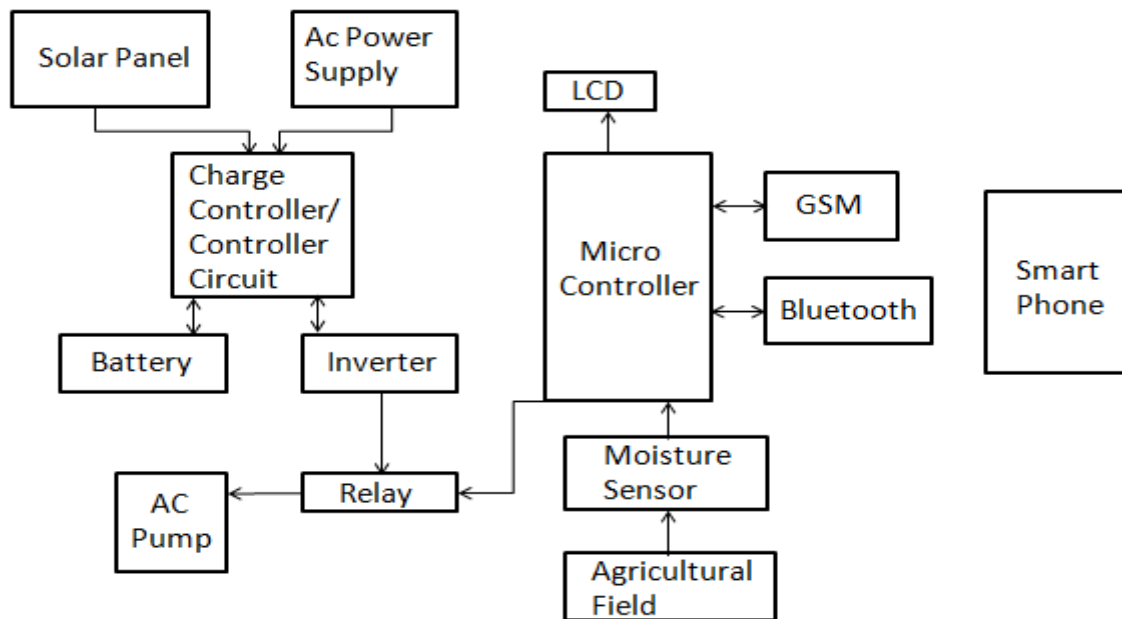 Solar Panel
Ac Power
Supply
LCD
Charge
Controller/
Controller
Circuit
Micro
Controller
GSM
Bluetooth
Smart
Phone
Battery
Inverter
Relay
AC
Pump
Moisture
Sensor
Agricultural
Field